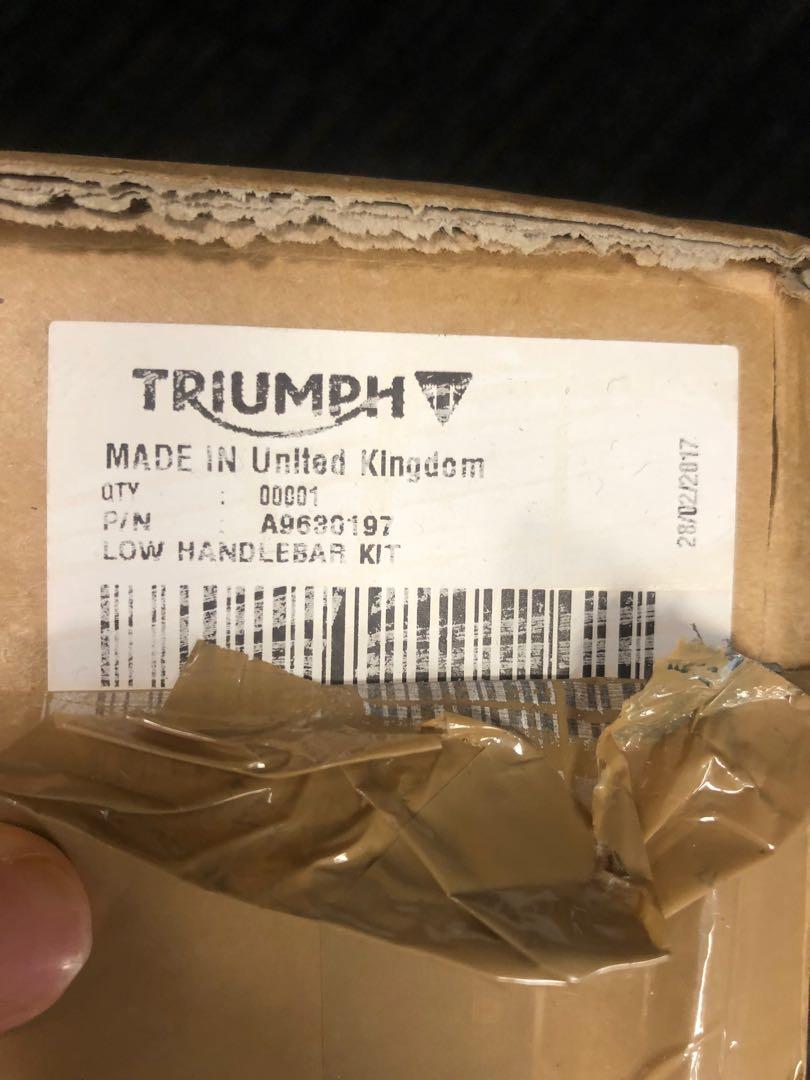 TRIUMPH
MADE IN United Kingdom
QTY : 00001
P/N : A9630197
LOW HANDLEBAR KIT
28/02/2017